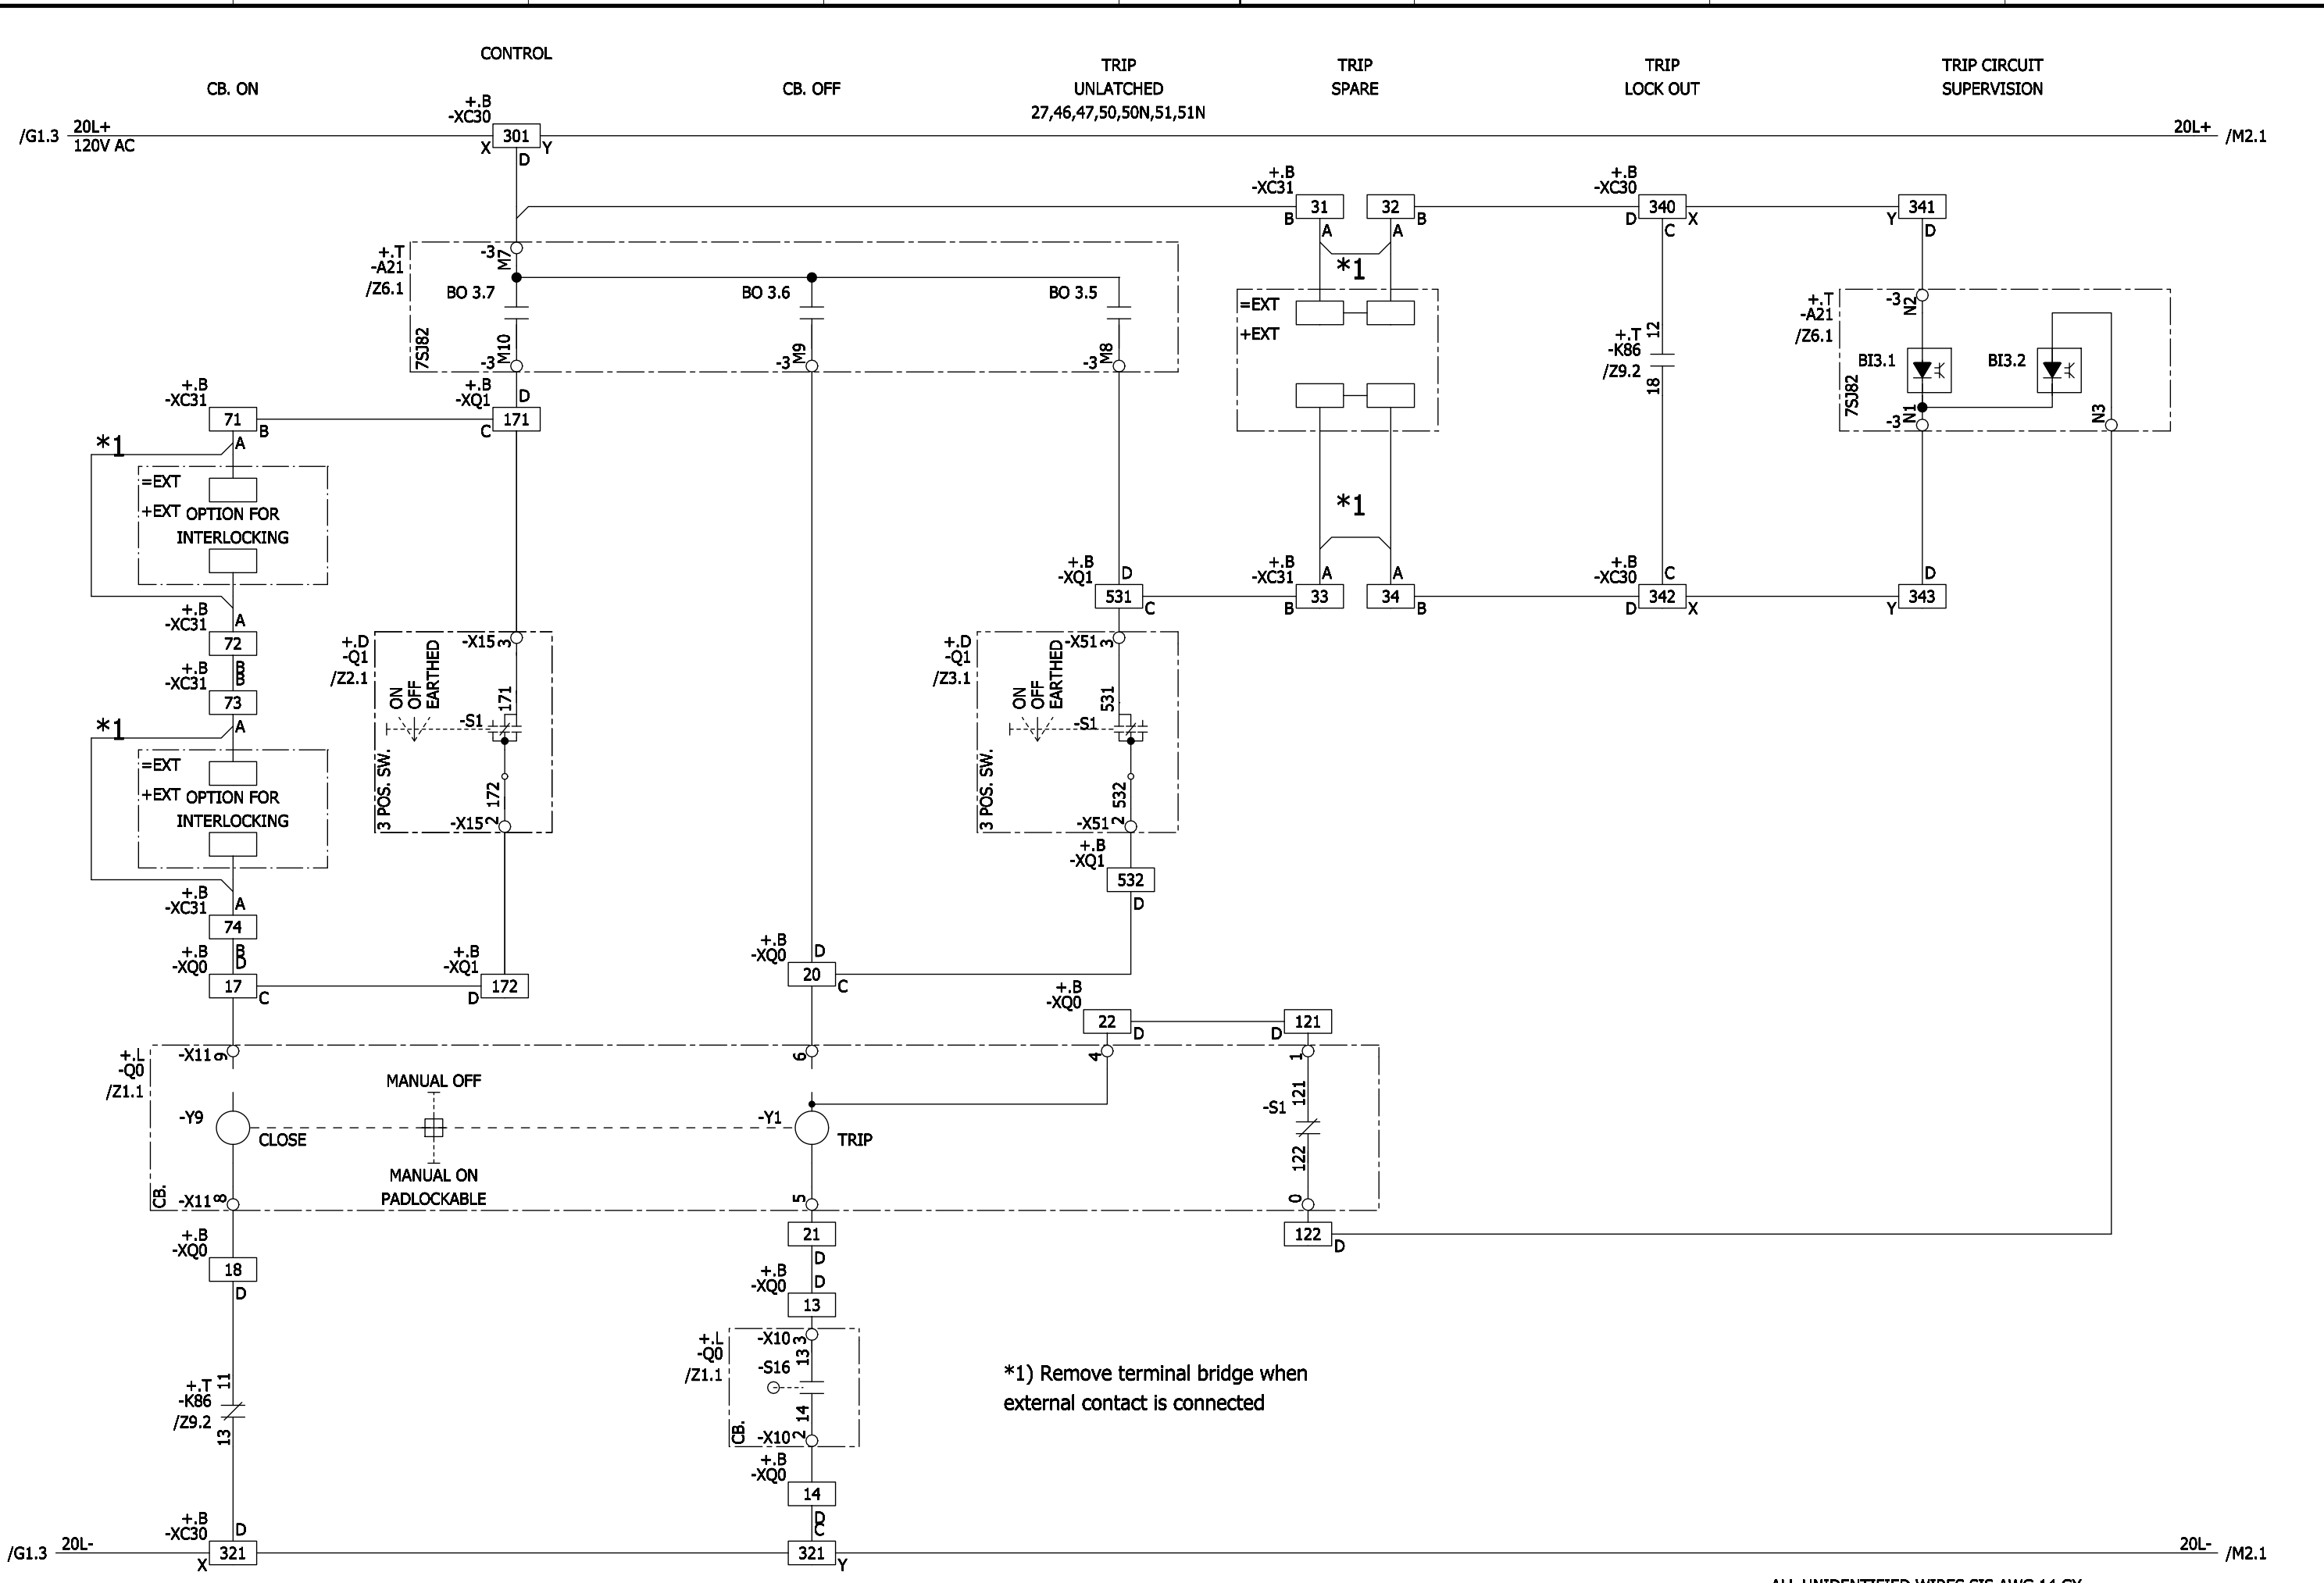 CONTROL
CB. ON
CB. OFF
TRIP
UNLATCHED
27,46,47,50,50N,51,51N
TRIP
SPARE
TRIP
LOCK OUT
TRIP CIRCUIT
SUPERVISION
/G1.3
20L+
120V AC
+.B
-XC30
301
X
Y
D
20L+
/M2.1
+.B
-XC31
31
32
B
A
A
B
+.B
-XC30
340
D
X
C
341
Y
D
+.T
-A21
/Z6.1
-3
M7
BO 3.7
BO 3.6
BO 3.5
7SJ82
-3
M10
-3
M9
-3
M8
*1
=EXT
+EXT
12
+.T
-K86
/Z9.2
18
+.T
-A21
/Z6.1
-3
N2
BI3.1
BI3.2
7SJ82
-3
N1
N3
+.B
-XC31
71
B
A
+.B
-XQ1
D
171
C
*1
=EXT
+EXT OPTION FOR
INTERLOCKING
+.B
-XC31
A
72
B
+.B
-XC31
B
73
A
*1
=EXT
+EXT OPTION FOR
INTERLOCKING
+.B
-XC31
A
74
B
+.B
-XQ0
D
17
C
*1
+.B
-XQ1
D
531
C
+.B
-XC31
A
A
33
34
B
B
+.B
-XC30
C
342
D
X
D
343
Y
+.D
-Q1
/Z2.1
-X15
3
ON
OFF
EARTHED
171
-S1
3 POS. SW.
172
-X15
2
+.D
-Q1
/Z3.1
-X51
3
ON
OFF
EARTHED
531
-S1
3 POS. SW.
532
-X51
2
+.B
-XQ1
532
D
+.B
-XQ1
172
D
+.B
-XQ0
D
20
C
+.B
-XQ0
22
D
121
D
+.L
-Q0
/Z1.1
-X11
9
6
4
1
MANUAL OFF
-Y9
CLOSE
-Y1
TRIP
121
-S1
122
MANUAL ON
PADLOCKABLE
CB.
-X11
8
5
0
+.B
-XQ0
18
D
21
D
122
D
+.B
-XQ0
D
13
+.L
-Q0
/Z1.1
-X10
3
13
-S16
14
CB.
-X10
2
+.B
-XQ0
14
D
C
*1) Remove terminal bridge when
external contact is connected
+.T
-K86
/Z9.2
11
13
+.B
-XC30
D
/G1.3
20L-
321
X
321
Y
20L-
/M2.1
ALL UNIDENTIFIED WIRES SIS AWG 14 GY